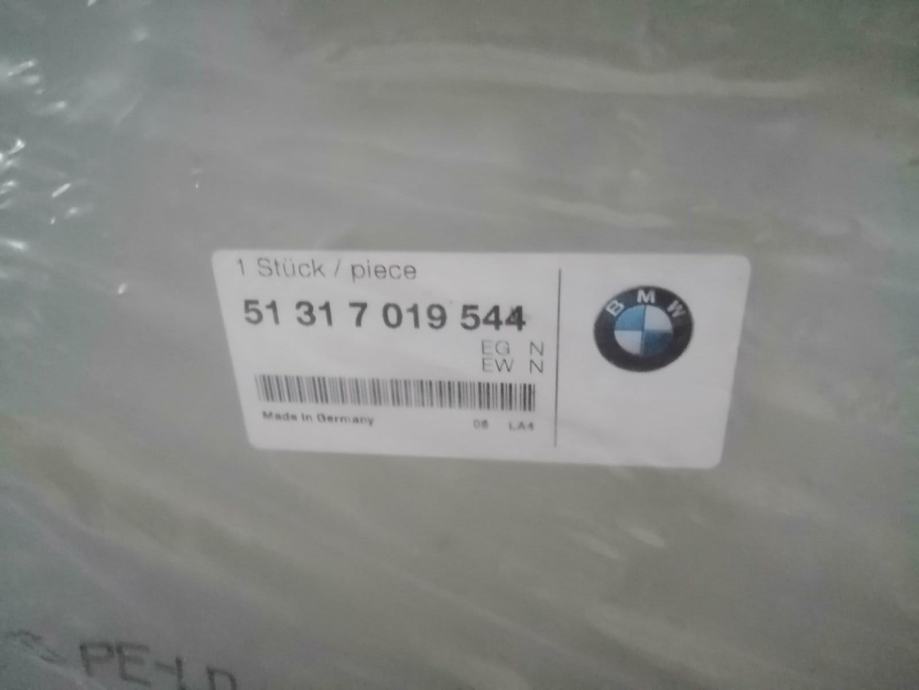 1 Stück / piece
51 31 7 019 544
EG N
EW N
Made in Germany 08 LA4
BMW
PE-LD